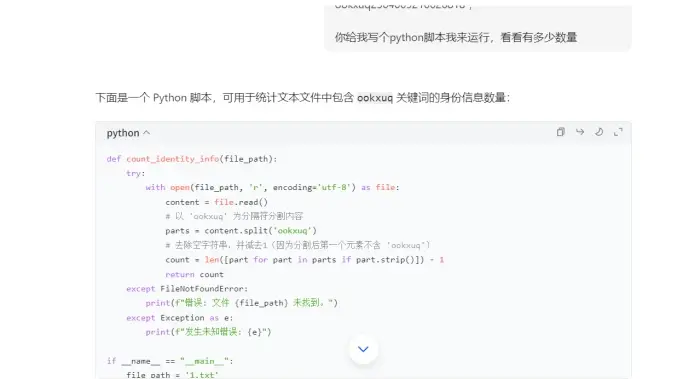 你给我写个python脚本我来运行，看看有多少数量
下面是一个 Python 脚本，可用于统计文本文件中包含 ookxuq 关键词的身份信息数量：
python
def count_identity_info(file_path):
try:
with open(file_path, 'r', encoding='utf-8') as file:
content = file.read()
# 以 'ookxuq' 为分隔符分割内容
parts = content.split('ookxuq')
# 去除空字符串，并减去1（因为分割后第一个元素不含 'ookxuq'）
count = len([part for part in parts if part.strip()]) - 1
return count
except FileNotFoundError:
print(f"错误: 文件 {file_path} 未找到。")
except Exception as e:
print(f"发生未知错误: {e}")
if __name__ == "__main__":
file_path = '1.txt'